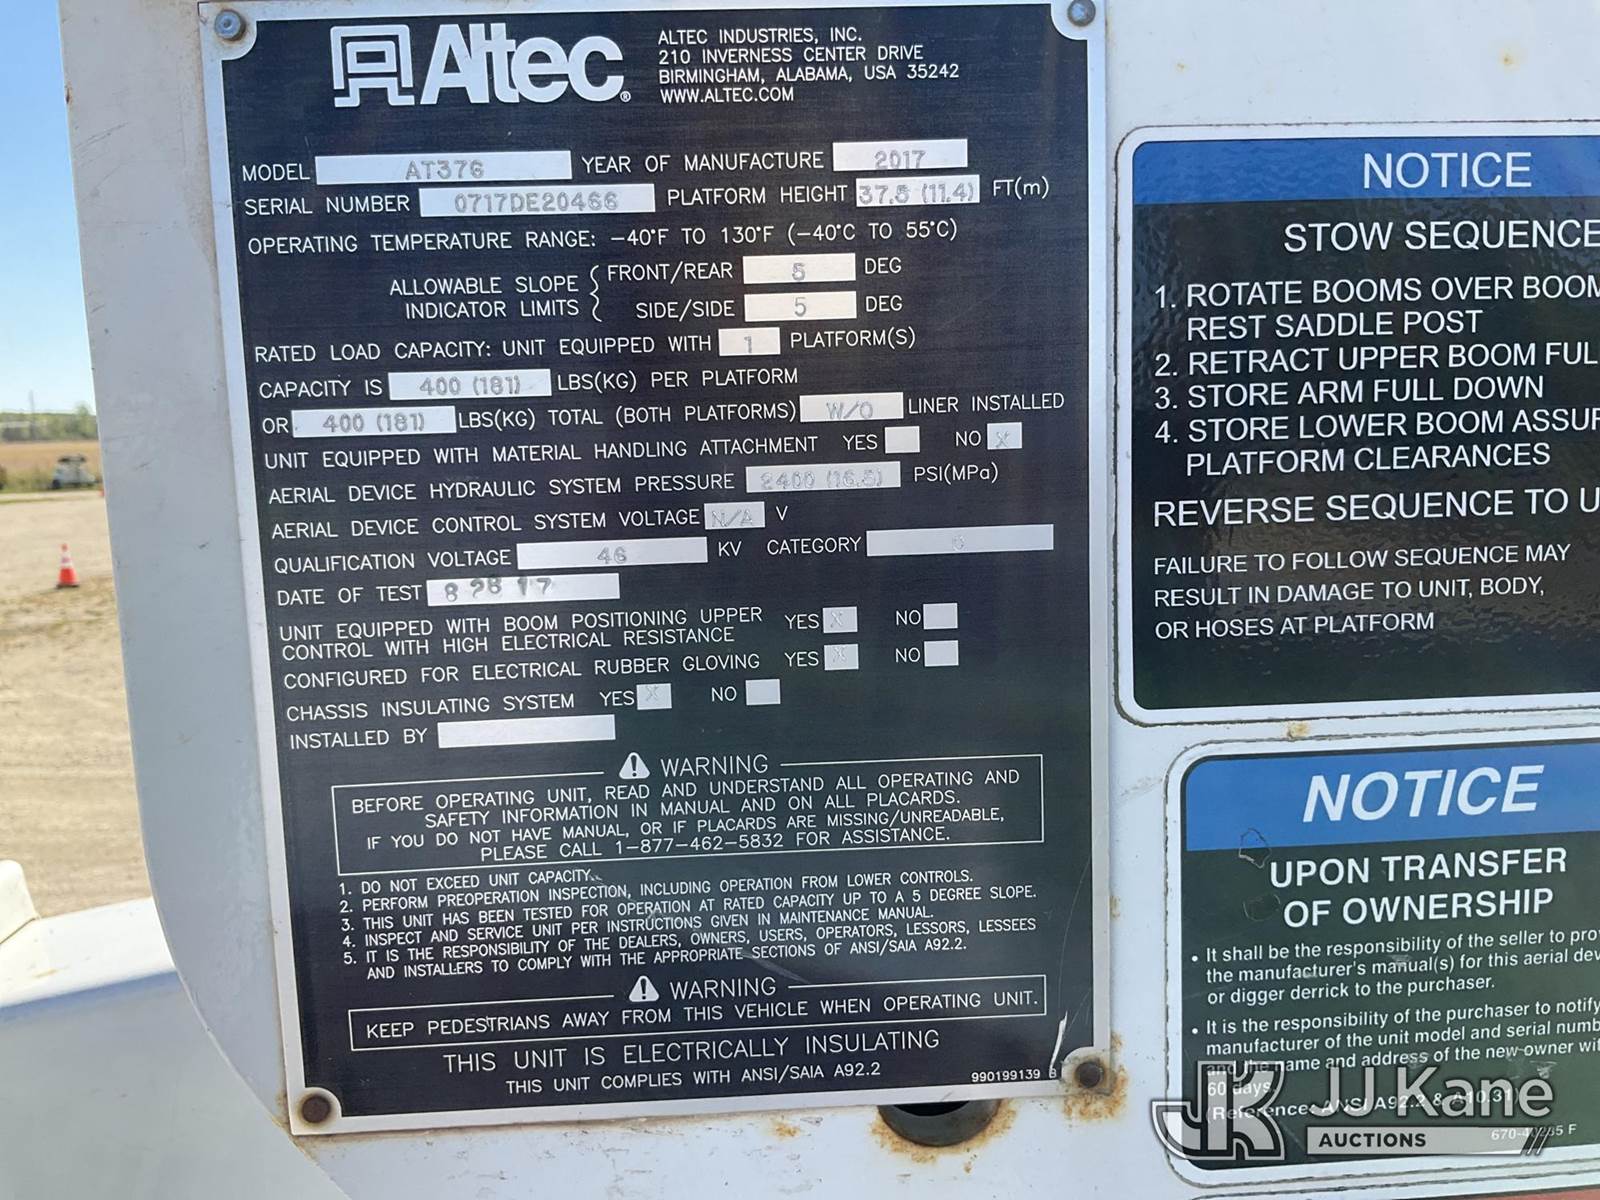 Altec®
ALTEC INDUSTRIES, INC.
210 INVERNESS CENTER DRIVE
BIRMINGHAM, ALABAMA, USA 35242
WWW.ALTEC.COM
MODEL AT37G YEAR OF MANUFACTURE 2017
SERIAL NUMBER 0717DE20466 PLATFORM HEIGHT 37.5 (11.4) FT(m)
OPERATING TEMPERATURE RANGE: -40°F TO 130°F (-40°C TO 55°C)
ALLOWABLE SLOPE INDICATOR LIMITS
FRONT/REAR 5 DEG
SIDE/SIDE 5 DEG
RATED LOAD CAPACITY: UNIT EQUIPPED WITH 1 PLATFORM(S)
CAPACITY IS 400 (181) LBS(KG) PER PLATFORM
OR 400 (181) LBS(KG) TOTAL (BOTH PLATFORMS) W/O LINER INSTALLED
UNIT EQUIPPED WITH MATERIAL HANDLING ATTACHMENT YES NO X
AERIAL DEVICE HYDRAULIC SYSTEM PRESSURE 2400 (16.5) PSI(MPa)
AERIAL DEVICE CONTROL SYSTEM VOLTAGE N/A V
QUALIFICATION VOLTAGE 46 KV CATEGORY
DATE OF TEST 8 28 17
UNIT EQUIPPED WITH BOOM POSITIONING UPPER
CONTROL WITH HIGH ELECTRICAL RESISTANCE YES X NO
CONFIGURED FOR ELECTRICAL RUBBER GLOVING YES X NO
CHASSIS INSULATING SYSTEM YES X NO
INSTALLED BY
WARNING
BEFORE OPERATING UNIT, READ AND UNDERSTAND ALL OPERATING AND
SAFETY INFORMATION IN MANUAL AND ON ALL PLACARDS.
IF YOU DO NOT HAVE MANUAL, OR IF PLACARDS ARE MISSING/UNREADABLE,
PLEASE CALL 1-877-462-5832 FOR ASSISTANCE.
1. DO NOT EXCEED UNIT CAPACITY.
2. PERFORM PREOPERATION INSPECTION, INCLUDING OPERATION FROM LOWER CONTROLS.
3. THIS UNIT HAS BEEN TESTED FOR OPERATION AT RATED CAPACITY UP TO A 5 DEGREE SLOPE.
4. INSPECT AND SERVICE UNIT PER INSTRUCTIONS GIVEN IN MAINTENANCE MANUAL.
5. IT IS THE RESPONSIBILITY OF THE DEALERS, OWNERS, USERS, OPERATORS, LESSORS, LESSEES
AND INSTALLERS TO COMPLY WITH THE APPROPRIATE SECTIONS OF ANSI/SAIA A92.2.
WARNING
KEEP PEDESTRIANS AWAY FROM THIS VEHICLE WHEN OPERATING UNIT.
THIS UNIT IS ELECTRICALLY INSULATING
THIS UNIT COMPLIES WITH ANSI/SAIA A92.2
990199139 B
NOTICE
STOW SEQUENCE
1. ROTATE BOOMS OVER BOOM
REST SADDLE POST
2. RETRACT UPPER BOOM FUL
3. STORE ARM FULL DOWN
4. STORE LOWER BOOM ASSUR
PLATFORM CLEARANCES
REVERSE SEQUENCE TO U
FAILURE TO FOLLOW SEQUENCE MAY
RESULT IN DAMAGE TO UNIT, BODY,
OR HOSES AT PLATFORM
NOTICE
UPON TRANSFER
OF OWNERSHIP
• It shall be the responsibility of the seller to pro
the manufacturer's manual(s) for this aerial dev
or digger derrick to the purchaser.
• It is the responsibility of the purchaser to notify
manufacturer of the unit model and serial numb
and the name and address of the new owner wi
60 days.
(Reference: ANSI A92.2 & A10.31)
JJ Kane
AUCTIONS